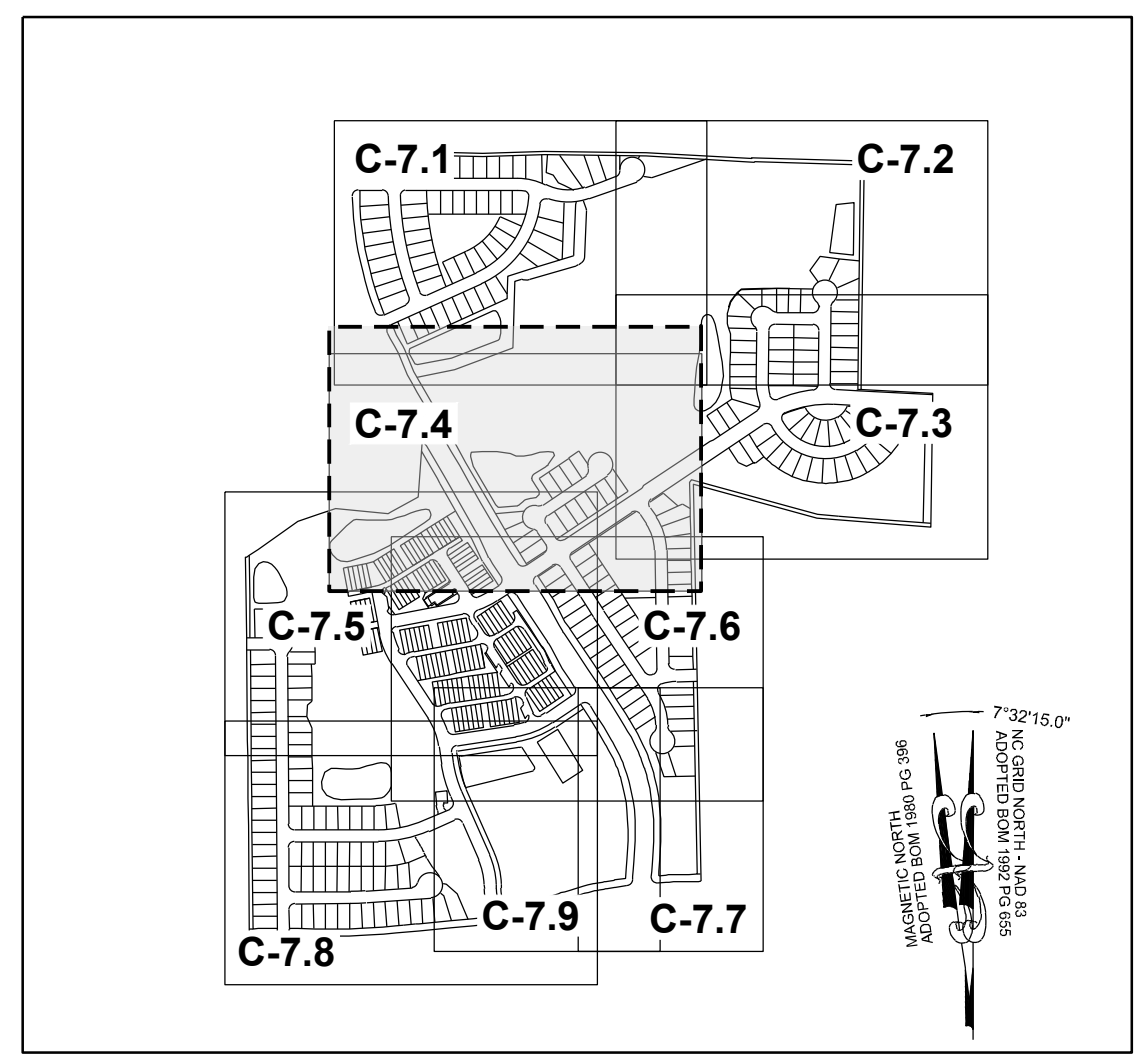 C-7.1
C-7.2
C-7.4
C-7.3
C-7.5
C-7.6
C-7.9
C-7.7
C-7.8
7°32'15.0"
MAGNETIC NORTH
ADOPTED BOM 1980 PG 396
NC GRID NORTH - NAD 83
ADOPTED BOM 1992 PG 655